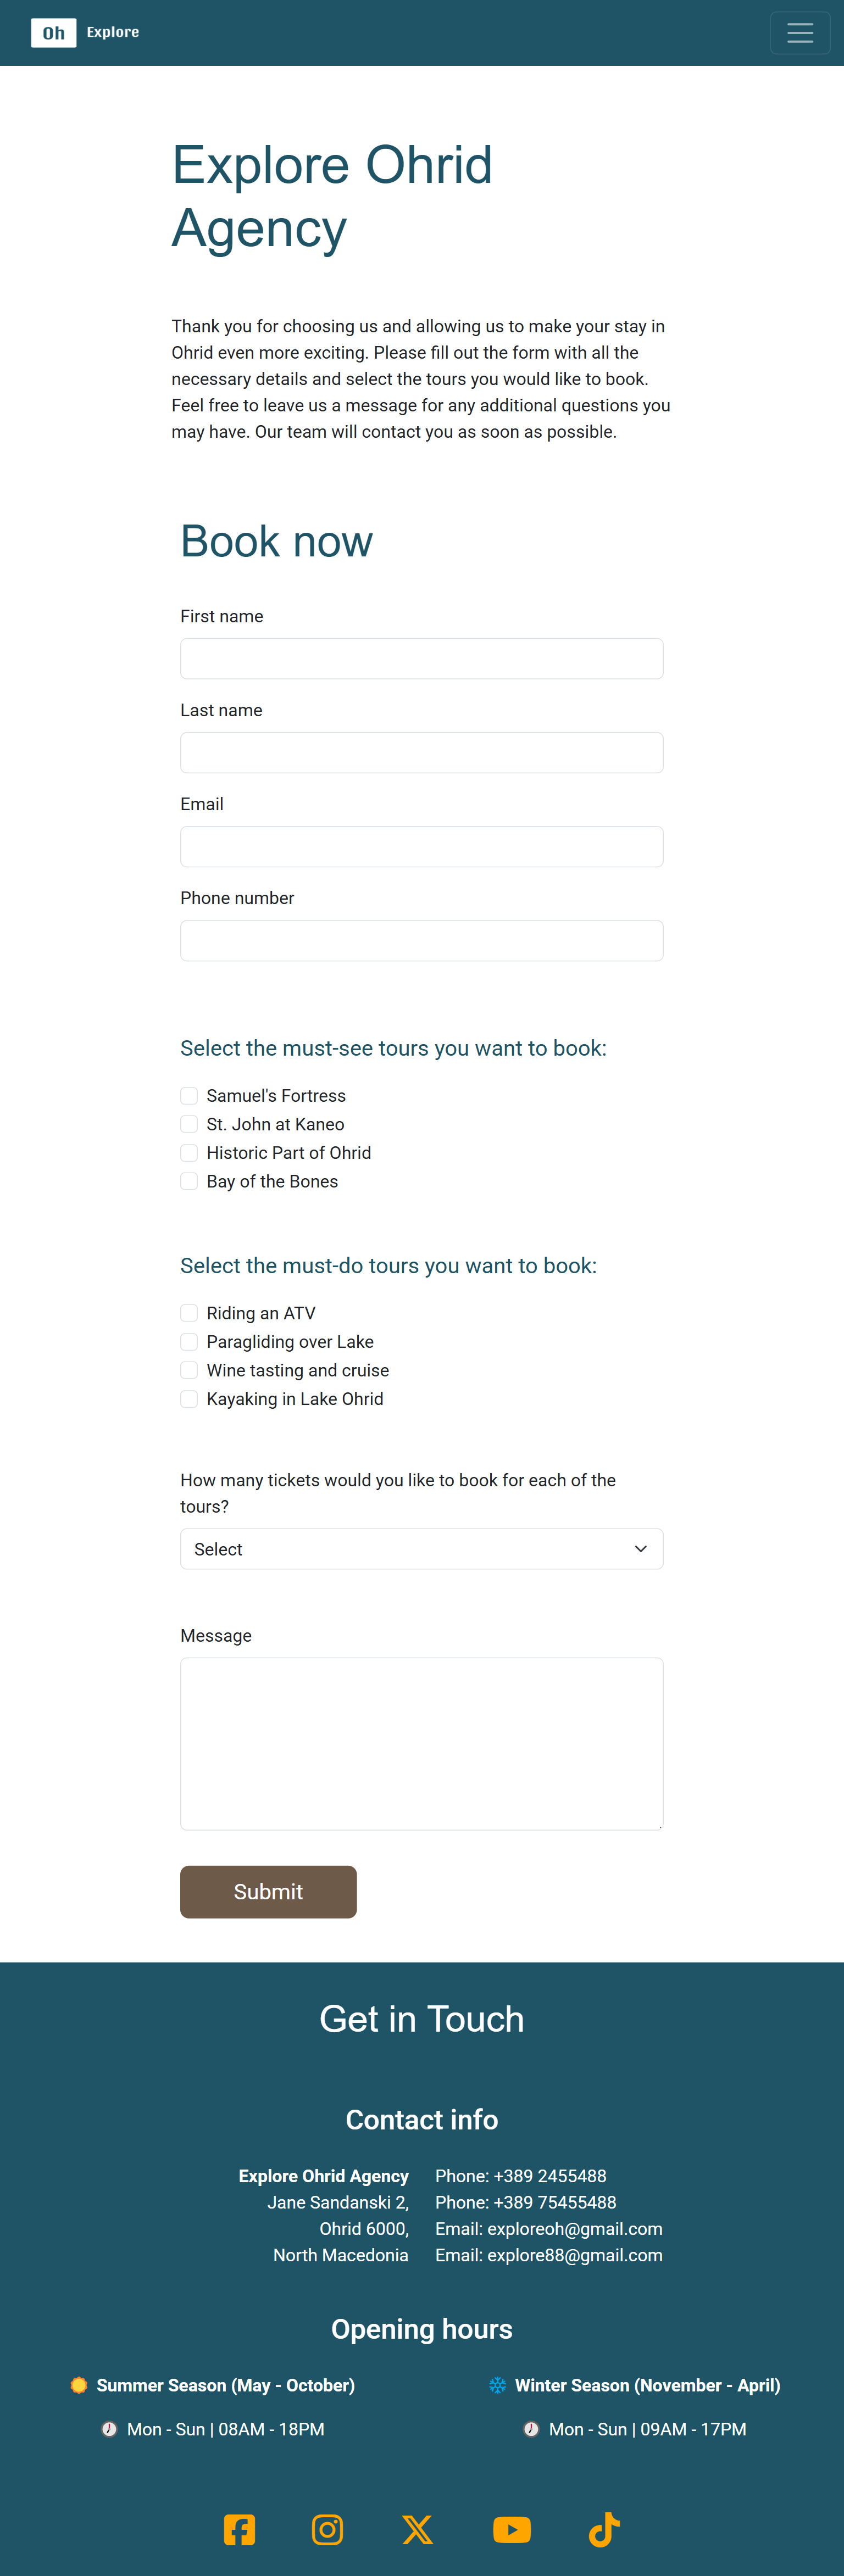 Oh Explore
Explore Ohrid
Agency
Thank you for choosing us and allowing us to make your stay in
Ohrid even more exciting. Please fill out the form with all the
necessary details and select the tours you would like to book.
Feel free to leave us a message for any additional questions you
may have. Our team will contact you as soon as possible.
Book now
First name
Last name
Email
Phone number
Select the must-see tours you want to book:
Samuel's Fortress
St. John at Kaneo
Historic Part of Ohrid
Bay of the Bones
Select the must-do tours you want to book:
Riding an ATV
Paragliding over Lake
Wine tasting and cruise
Kayaking in Lake Ohrid
How many tickets would you like to book for each of the
tours?
Select
Message
Submit
Get in Touch
Contact info
Explore Ohrid Agency
Jane Sandanski 2,
Ohrid 6000,
North Macedonia
Phone: +389 2455488
Phone: +389 75455488
Email: exploreoh@gmail.com
Email: explore88@gmail.com
Opening hours
Summer Season (May - October)
Mon - Sun | 08AM - 18PM
Winter Season (November - April)
Mon - Sun | 09AM - 17PM